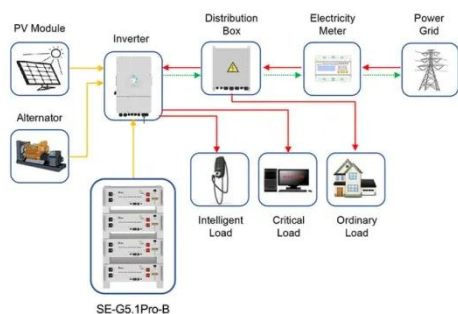 PV Module
Inverter
Distribution
Box
Electricity
Meter
Power
Grid
Alternator
Intelligent
Load
Critical
Load
Ordinary
Load
SE-G5.1Pro-B